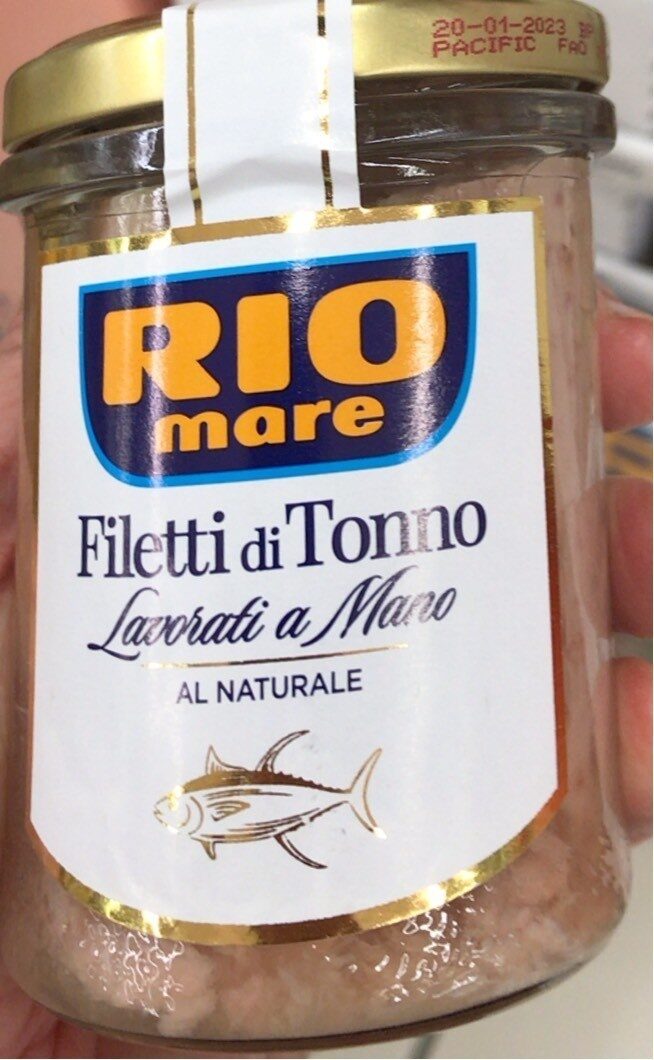 20-01-2023
PACIFIC FAO
RIO
mare
Filetti di Tonno
Lavorati a Mano
AL NATURALE